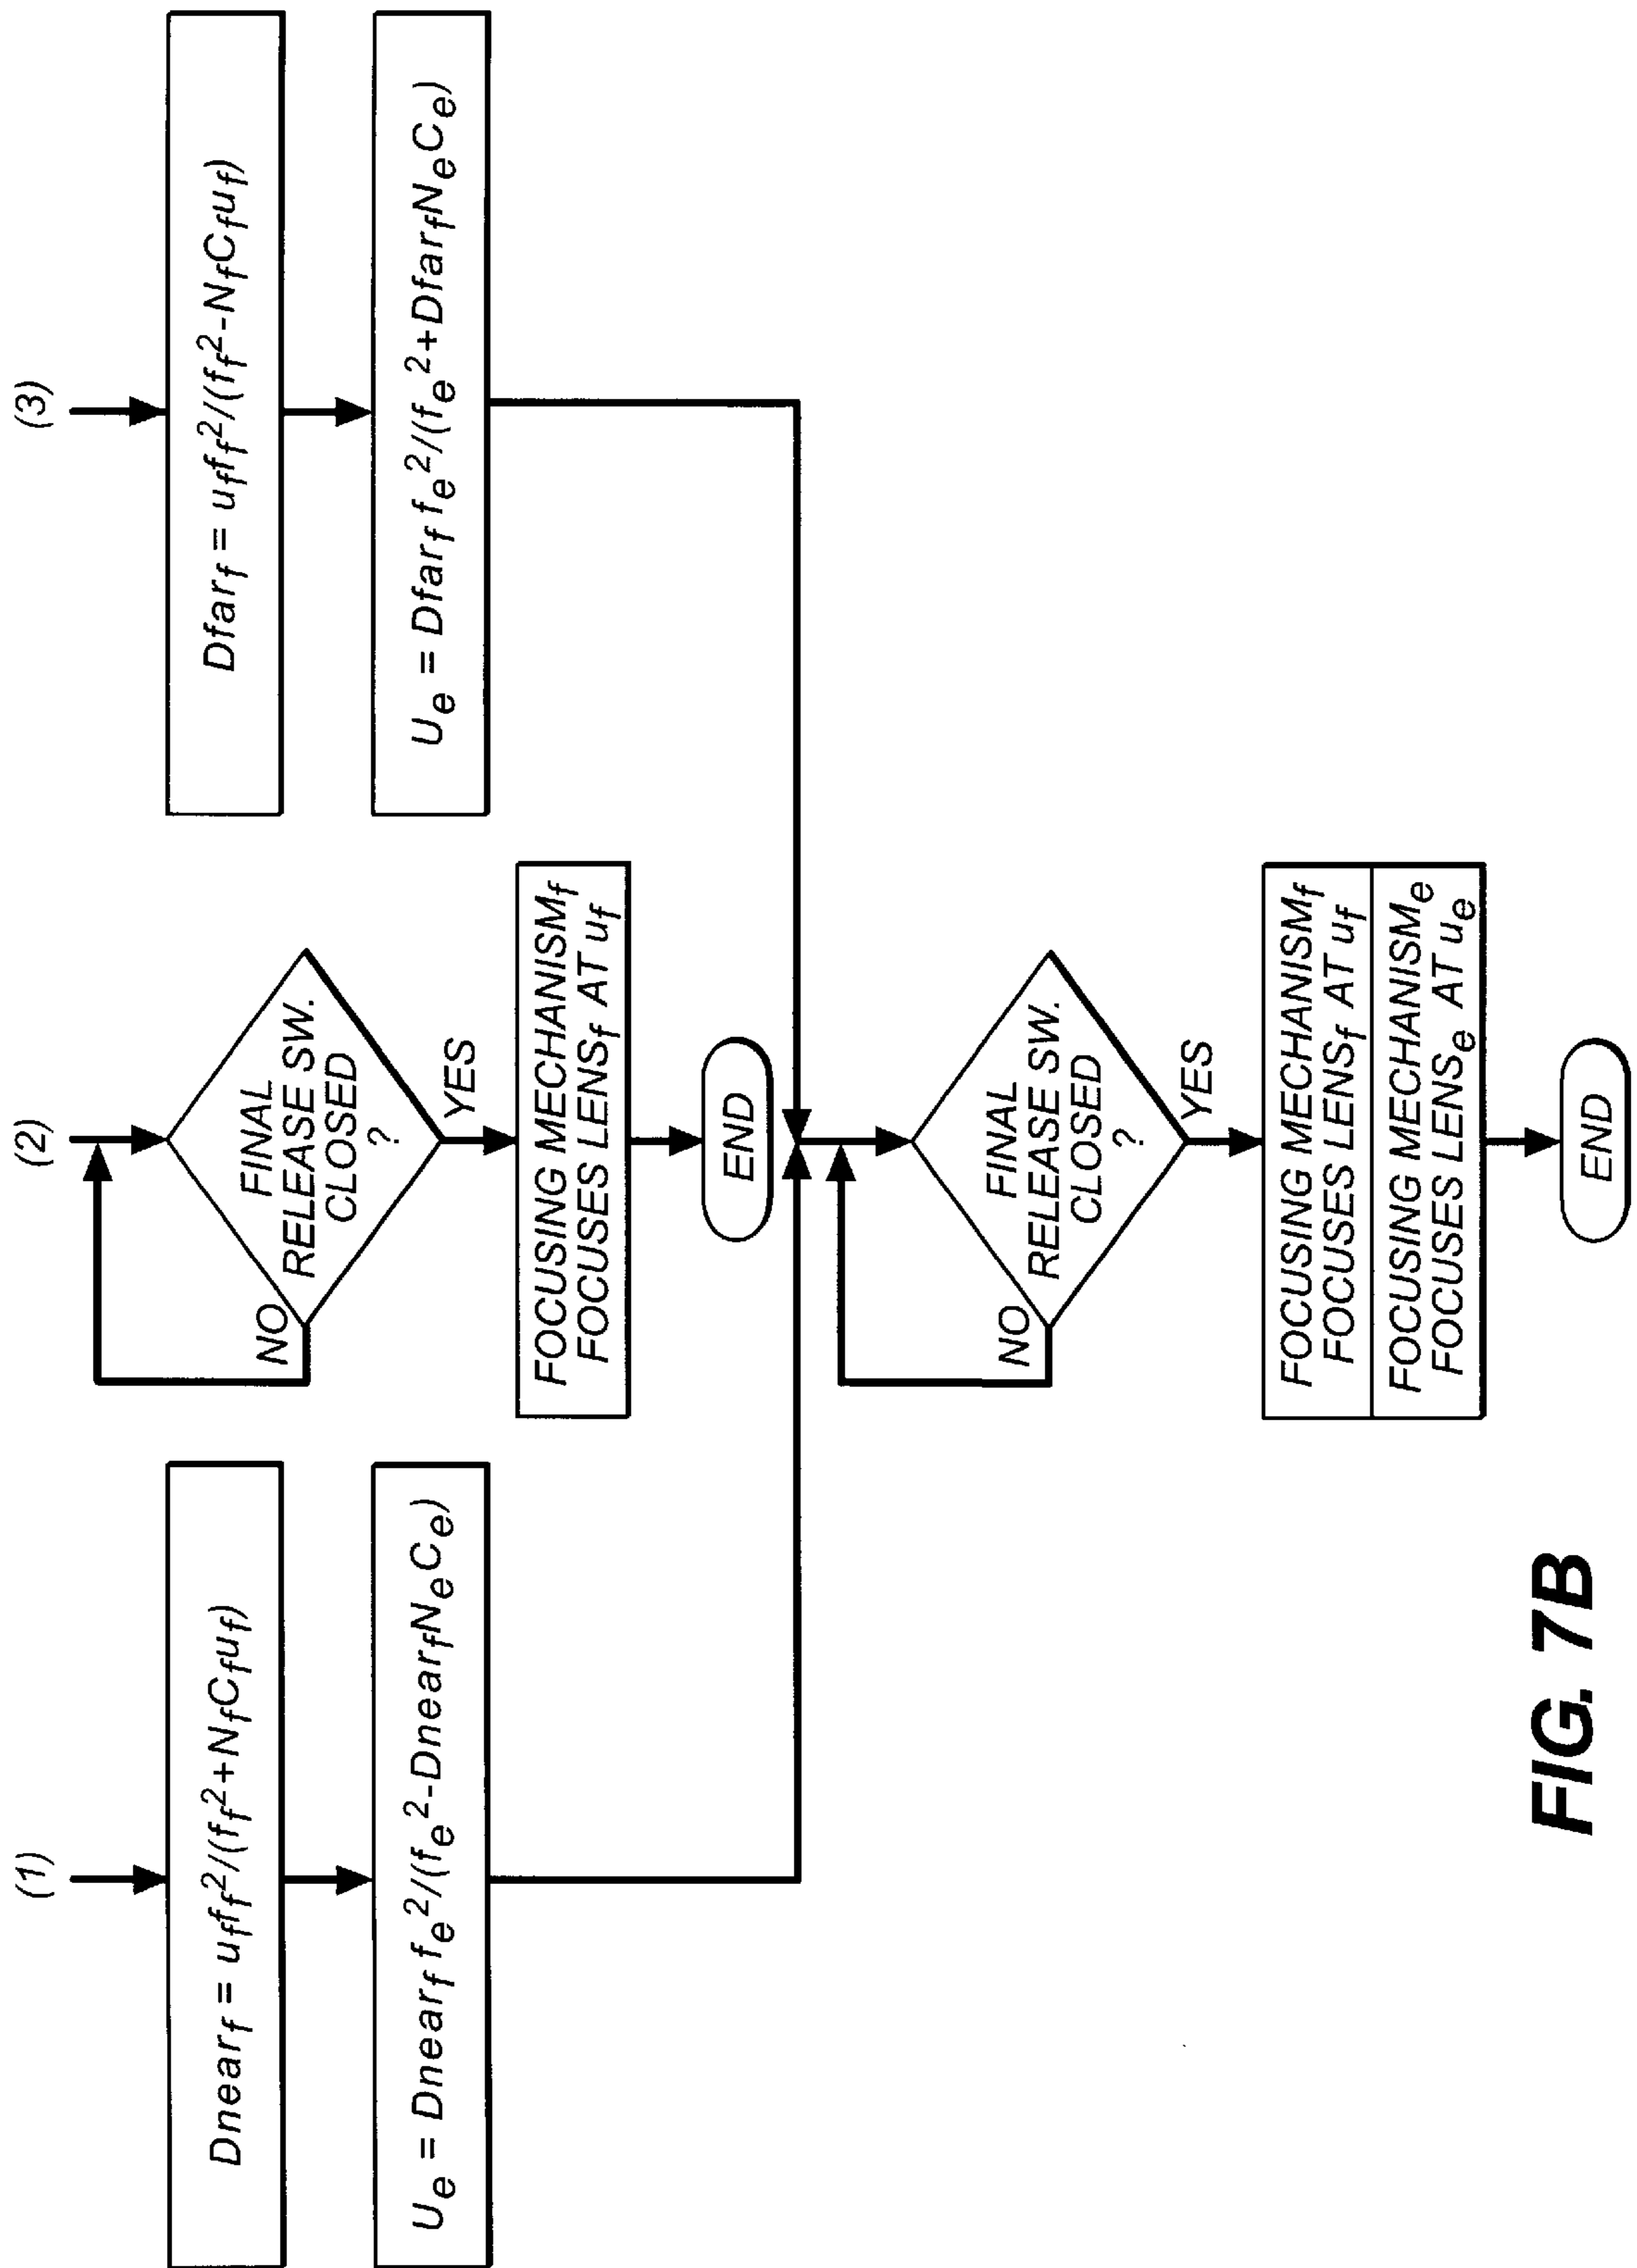 (1)
Dnear_f = u_f f_f^2/(f_f^2+N_f C_f u_f)
U_e = Dnear_f f_e^2/(f_e^2-Dnear_f N_e C_e)
(2)
FINAL
RELEASE SW.
CLOSED
?
NO
YES
FOCUSING MECHANISM_f
FOCUSES LENS_f AT u_f
END
(3)
Dfar_f = u_f f_f^2/(f_f^2-N_f C_f u_f)
U_e = Dfar_f f_e^2/(f_e^2+Dfar_f N_e C_e)
FINAL
RELEASE SW.
CLOSED
?
NO
YES
FOCUSING MECHANISM_f
FOCUSES LENS_f AT u_f
FOCUSING MECHANISM_e
FOCUSES LENS_e AT u_e
END
FIG. 7B